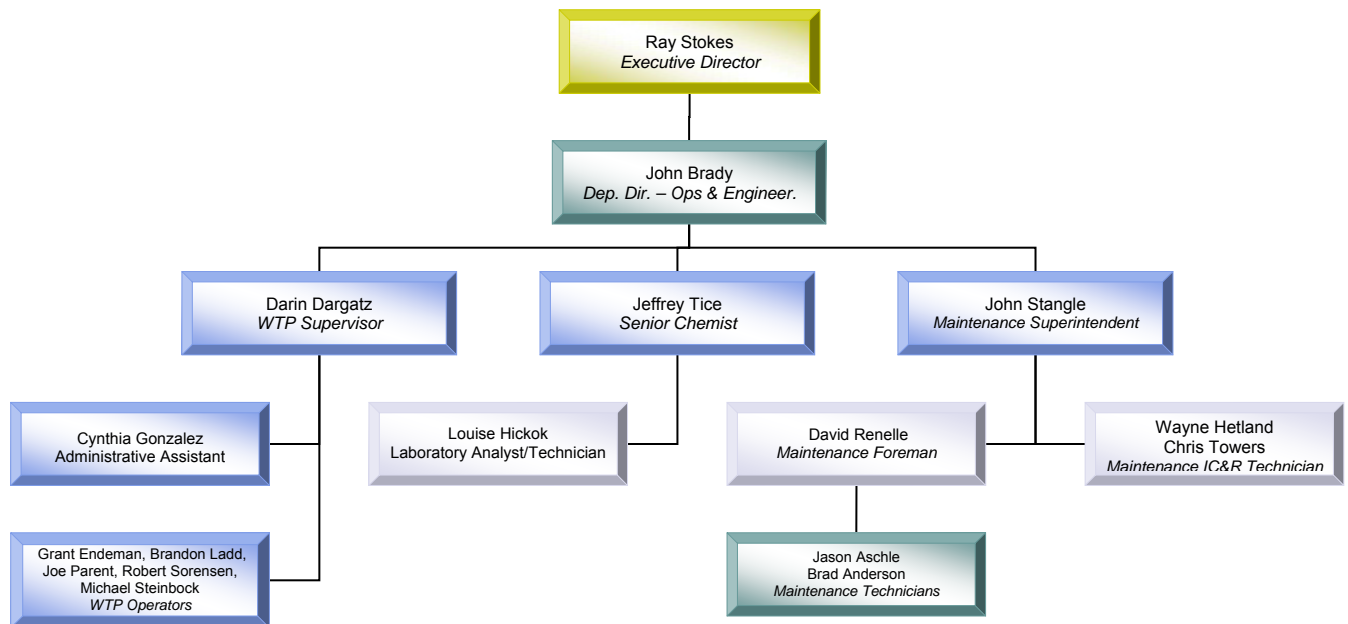 Ray Stokes
Executive Director
John Brady
Dep. Dir. – Ops & Engineer.
Darin Dargatz
WTP Supervisor
Jeffrey Tice
Senior Chemist
John Stangle
Maintenance Superintendent
Cynthia Gonzalez
Administrative Assistant
Louise Hickok
Laboratory Analyst/Technician
David Renelle
Maintenance Foreman
Wayne Hetland
Chris Towers
Maintenance IC&R Technician
Grant Endeman, Brandon Ladd,
Joe Parent, Robert Sorensen,
Michael Steinbock
WTP Operators
Jason Aschle
Brad Anderson
Maintenance Technicians